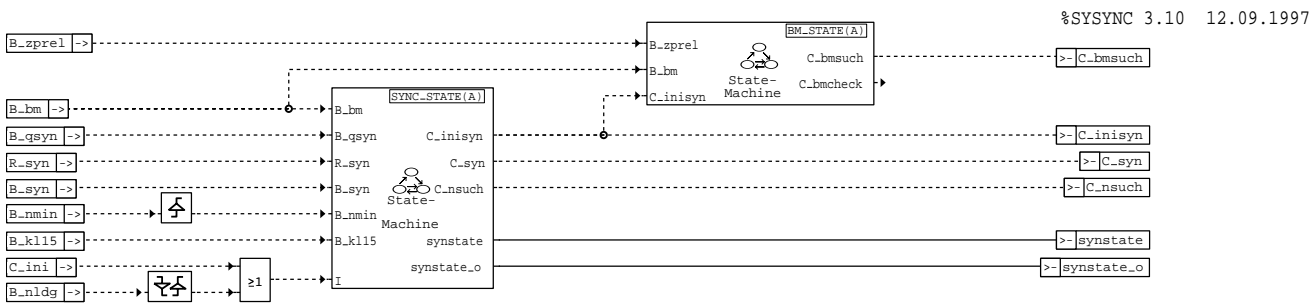 %SYSYNC 3.10 12.09.1997
BM_STATE(A)
B_zprel ->
B_zprel
C_bmsuch
>- C_bmsuch
B_bm
State-
Machine
C_bmcheck
C_inisyn
SYNC_STATE(A)
B_bm ->
B_bm
B_qsyn ->
B_qsyn
C_inisyn
>- C_inisyn
R_syn ->
R_syn
C_syn
>- C_syn
B_syn ->
B_syn
C_nsuch
>- C_nsuch
State-
Machine
B_nmin ->
B_nmin
B_kl15 ->
B_kl15
synstate
>- synstate
C_ini ->
≥1
I
synstate_o
>- synstate_o
B_nldg ->